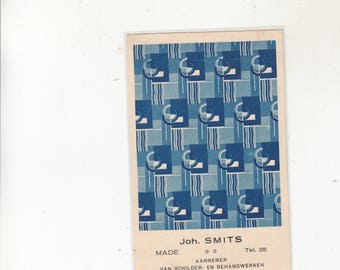 Joh. SMITS
MADE o o Tel. 25
AANNEMER
VAN SCHILDER- EN BEHANGWERKEN